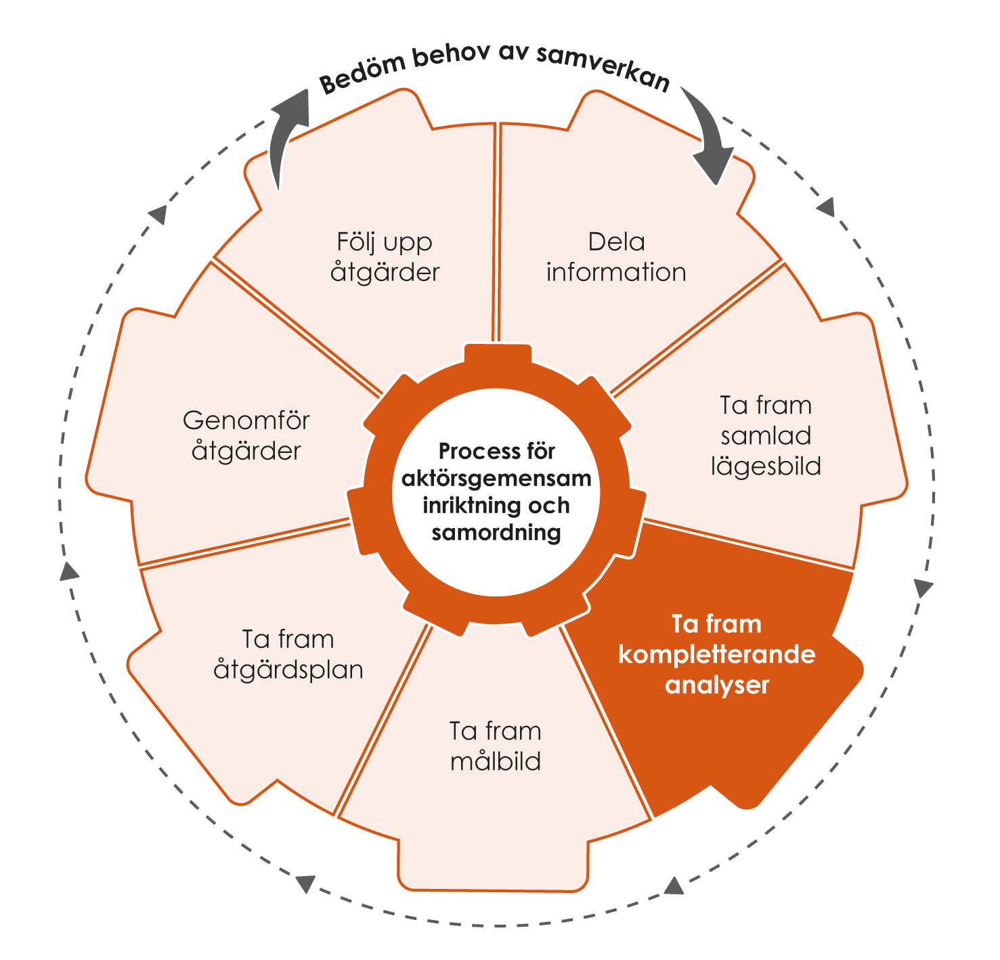 Bedöm behov av samverkan
Följ upp
åtgärder
Dela
information
Genomför
åtgärder
Ta fram
samlad
lägesbild
Process för
aktörsgemensam
inriktning och
samordning
Ta fram
åtgärdsplan
Ta fram
kompletterande
analyser
Ta fram
målbild